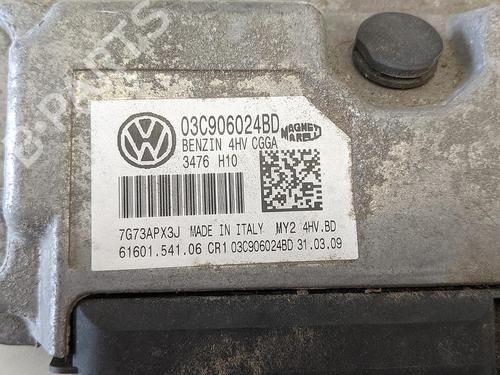 03C906024BD
BENZIN 4HV CGGA
MAGNETI
MARELLI
3476 H10
7G73APX3J MADE IN ITALY MY2 4HV.BD
61601.541.06 CR1 03C906024BD 31.03.09